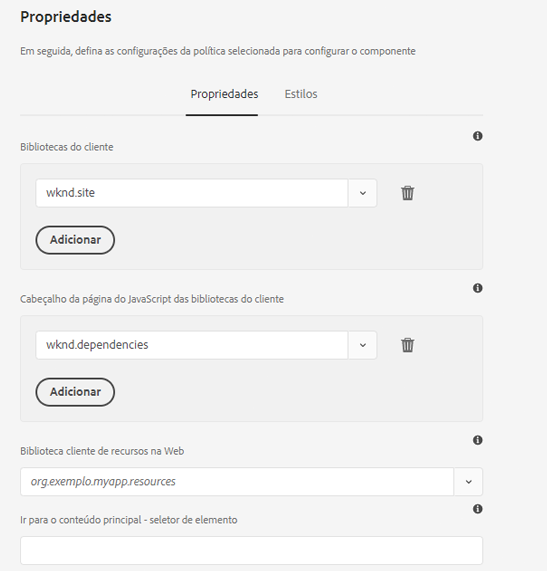 Propriedades
Em seguida, defina as configurações da política selecionada para configurar o componente
Propriedades Estilos
Bibliotecas do cliente
wknd.site
Adicionar
Cabeçalho da página do JavaScript das bibliotecas do cliente
wknd.dependencies
Adicionar
Biblioteca cliente de recursos na Web
org.exemplo.myapp.resources
Ir para o conteúdo principal - seletor de elemento